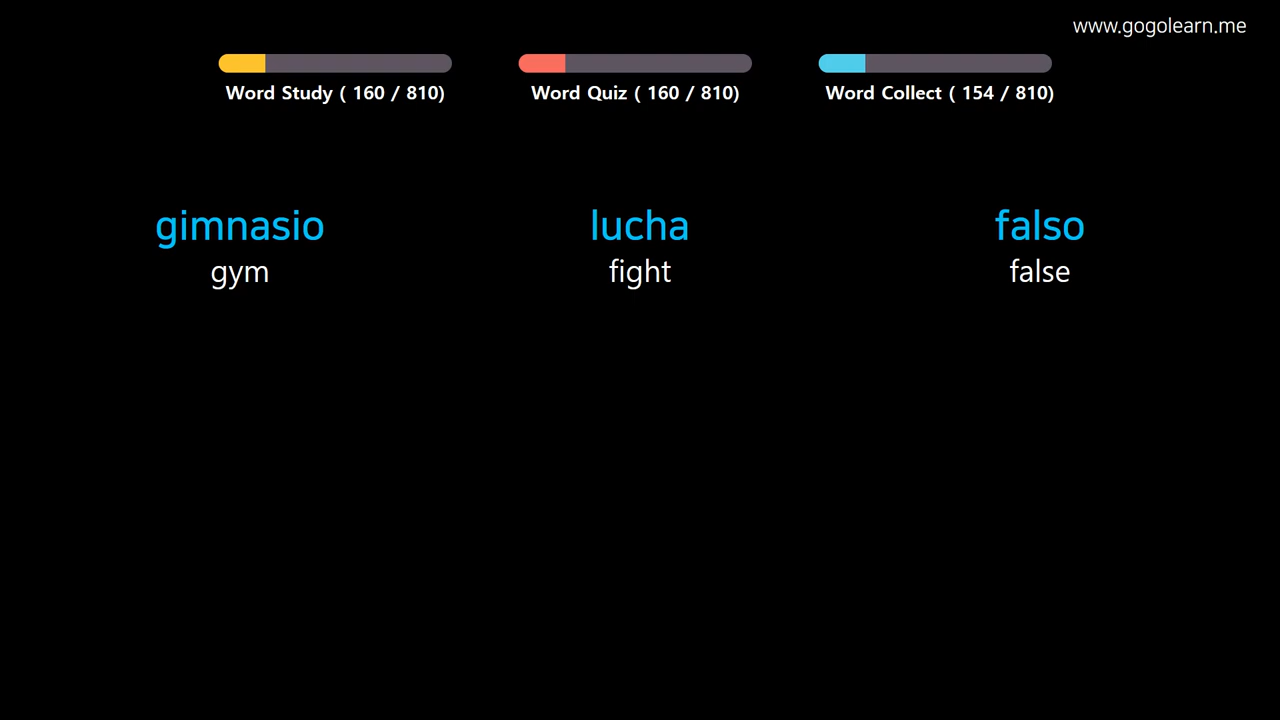 www.gogolearn.me
Word Study ( 160 / 810)
Word Quiz ( 160 / 810)
Word Collect ( 154 / 810)
gimnasio
gym
lucha
fight
falso
false